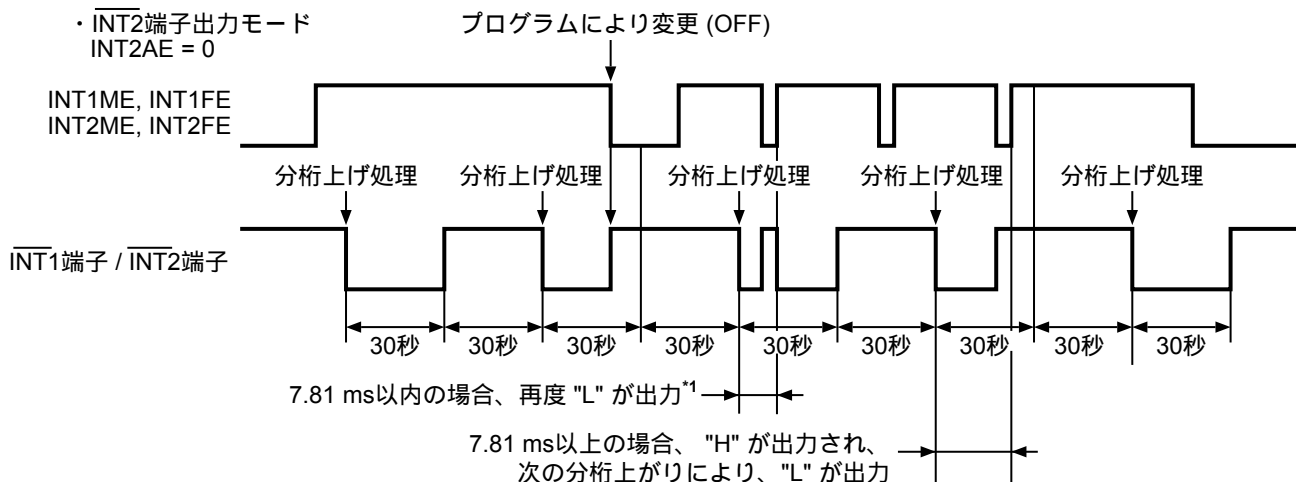 ・INT2端子出力モード
INT2AE = 0
プログラムにより変更 (OFF)
INT1ME, INT1FE
INT2ME, INT2FE
分桁上げ処理 分桁上げ処理 分桁上げ処理 分桁上げ処理 分桁上げ処理
INT1端子 / INT2端子
30秒 30秒 30秒 30秒 30秒 30秒 30秒 30秒 30秒
7.81 ms以内の場合、再度 "L" が出力*1
7.81 ms以上の場合、 "H" が出力され、
次の分桁上がりにより、"L" が出力